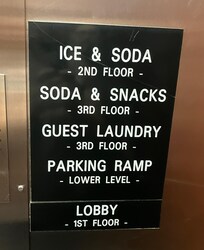 ICE & SODA
- 2ND FLOOR -
SODA & SNACKS
- 3RD FLOOR -
GUEST LAUNDRY
- 3RD FLOOR -
PARKING RAMP
- LOWER LEVEL -
LOBBY
- 1ST FLOOR -